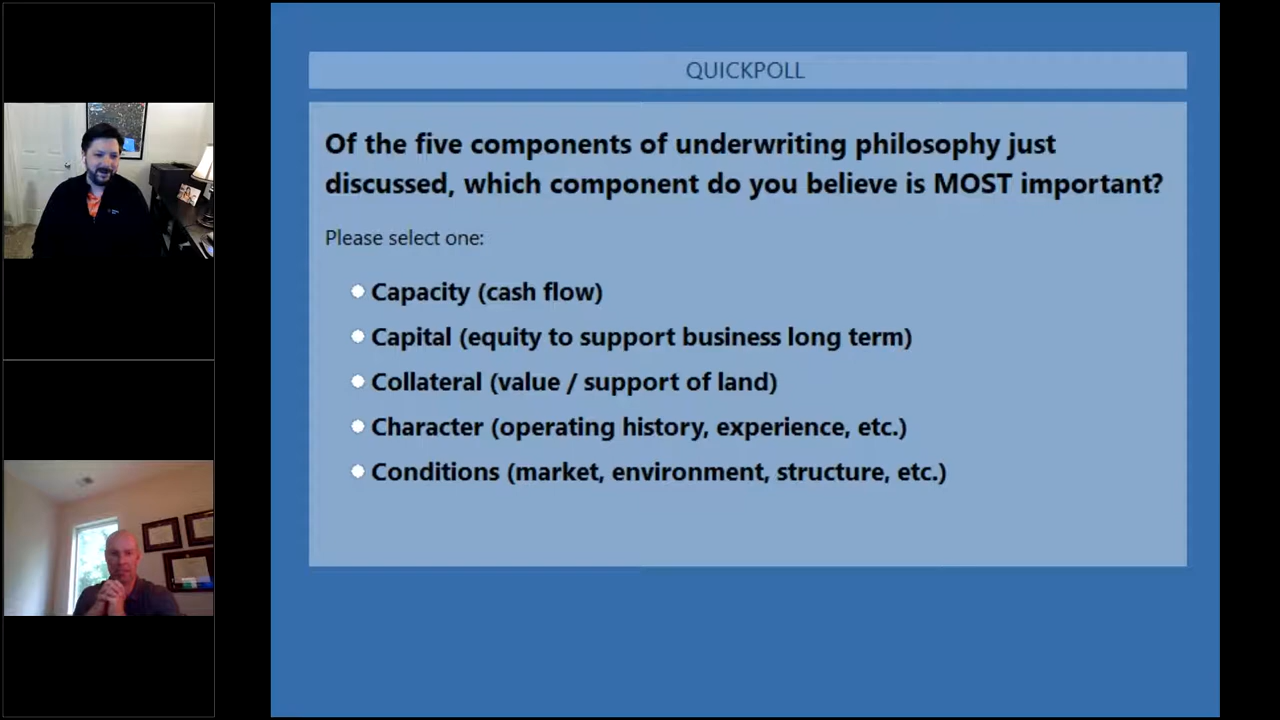 QUICKPOLL
Of the five components of underwriting philosophy just
discussed, which component do you believe is MOST important?
Please select one:
Capacity (cash flow)
Capital (equity to support business long term)
Collateral (value / support of land)
Character (operating history, experience, etc.)
Conditions (market, environment, structure, etc.)